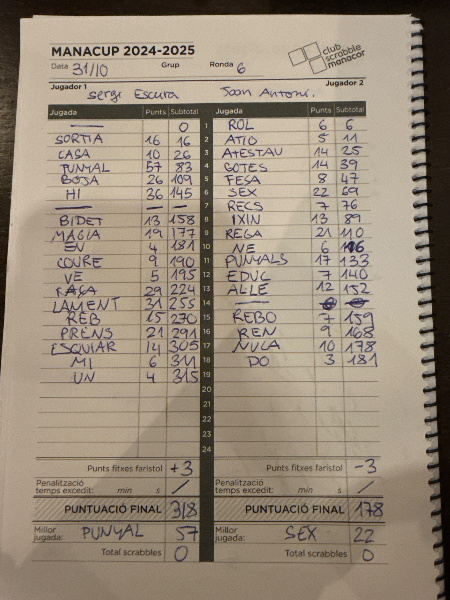 MANACUP 2024-2025
club scrabble manacor
Data 31/10 Grup Ronda 6
Jugador 1 Sergi Escura Joan Antoni. Jugador 2
Jugada Punts Subtotal Jugada Punts Subtotal
— 0 1 ROL 6 6
SORTIA 16 16 2 ATIO 5 11
CASA 10 26 3 ATESTAU 14 25
PUNYAL 57 83 4 GOTES 14 39
BOJA 26 109 5 FESA 8 47
HI 36 145 6 SEX 22 69
— — 7 RECS 7 76
BIDET 13 158 8 IXIN 13 89
MAGIA 19 177 9 REGA 21 110
EN 4 181 10 NE 6 116
COURE 9 190 11 PUNYALS 17 133
VE 5 195 12 EDUC 7 140
FAÇA 29 224 13 ALLE 12 152
LAMENT 31 255 14 —
REB 15 270 15 REBO 7 159
PRENS 21 291 16 REN 9 168
ESQUIAR 14 305 17 NULA 10 178
MI 6 311 18 DO 3 181
UN 4 315 19
20
21
22
23
24
Punts fitxes faristol +3 Punts fitxes faristol -3
Penalització temps excedit: min s / Penalització temps excedit: min s /
PUNTUACIÓ FINAL 318 PUNTUACIÓ FINAL 178
Millor jugada: PUNYAL 57 Millor jugada: SEX 22
Total scrabbles 0 Total scrabbles 0